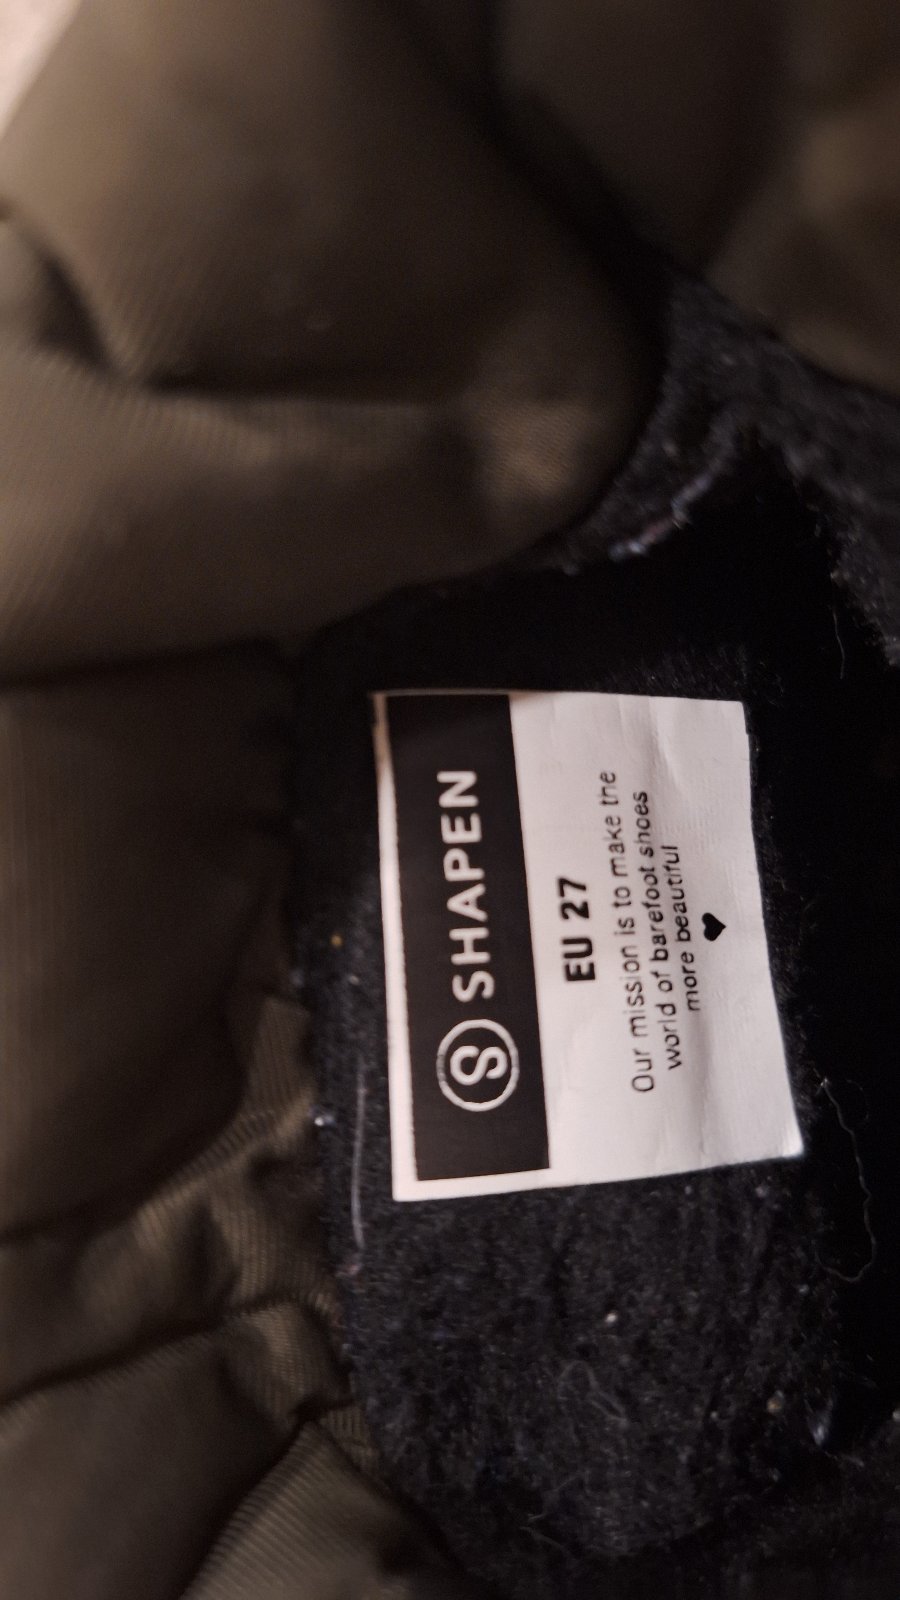 S SHAPEN
EU 27
Our mission is to make the
world of barefoot shoes
more beautiful